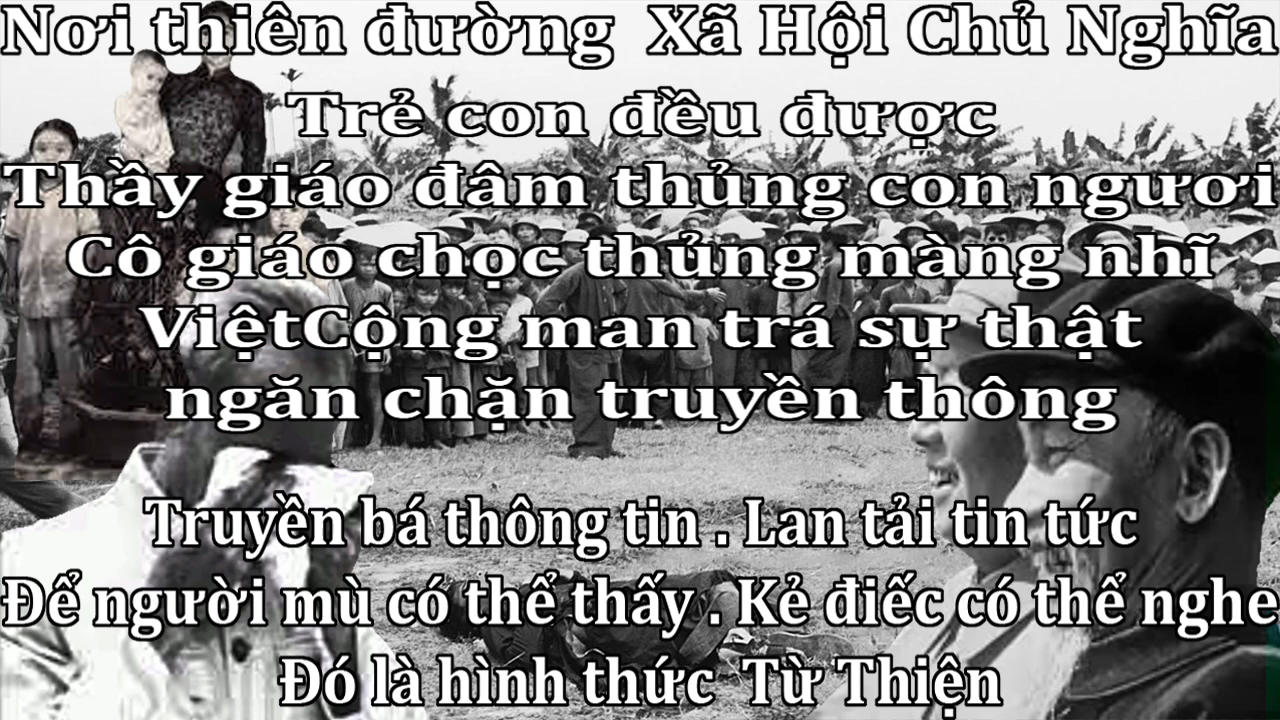 Nơi thiên đường Xã Hội Chủ Nghĩa
Trẻ con đều được
Thầy giáo đâm thủng con ngươi
Cô giáo chọc thủng màng nhĩ
ViệtCộng man trá sự thật
ngăn chặn truyền thông
Truyền bá thông tin . Lan tải tin tức
Để người mù có thể thấy . Kẻ điếc có thể nghe
Đó là hình thức Từ Thiện